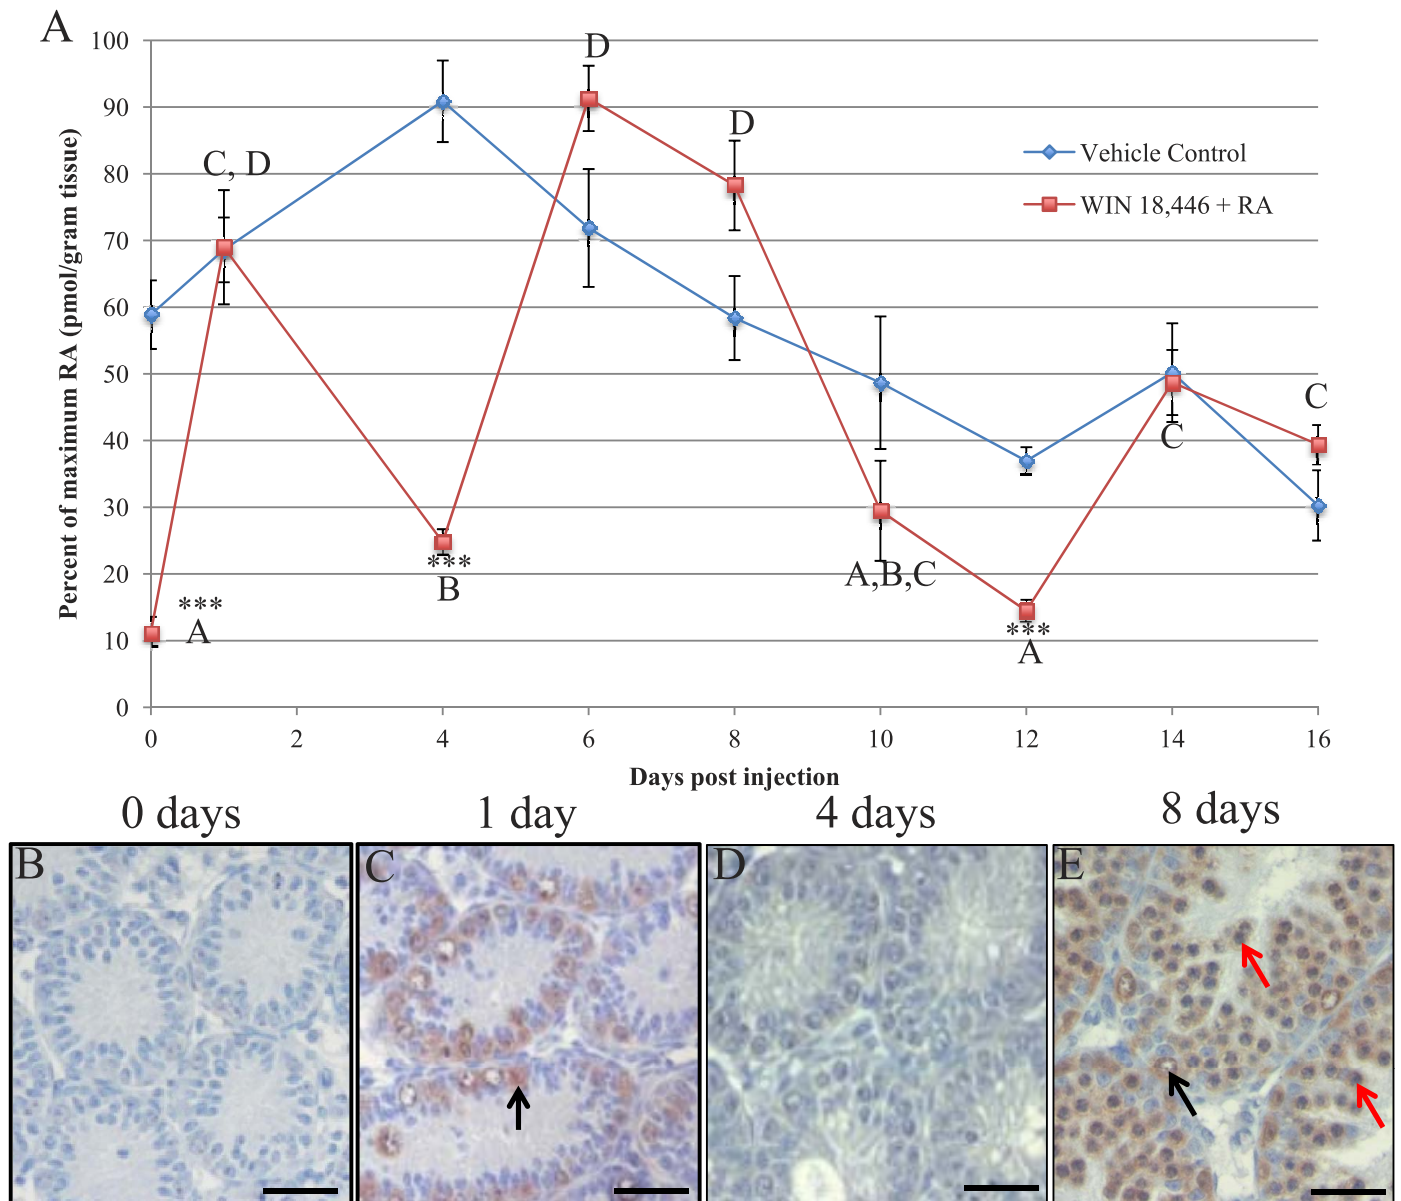 A
100
90
80
70
60
50
40
30
20
10
0
Percent of maximum RA (pmol/gram tissue)
C, D
D
D
Vehicle Control
WIN 18,446 + RA
***
A
***
B
A,B,C
***
A
C
C
0 2 4 6 8 10 12 14 16
Days post injection
0 days 1 day 4 days 8 days
B C D E